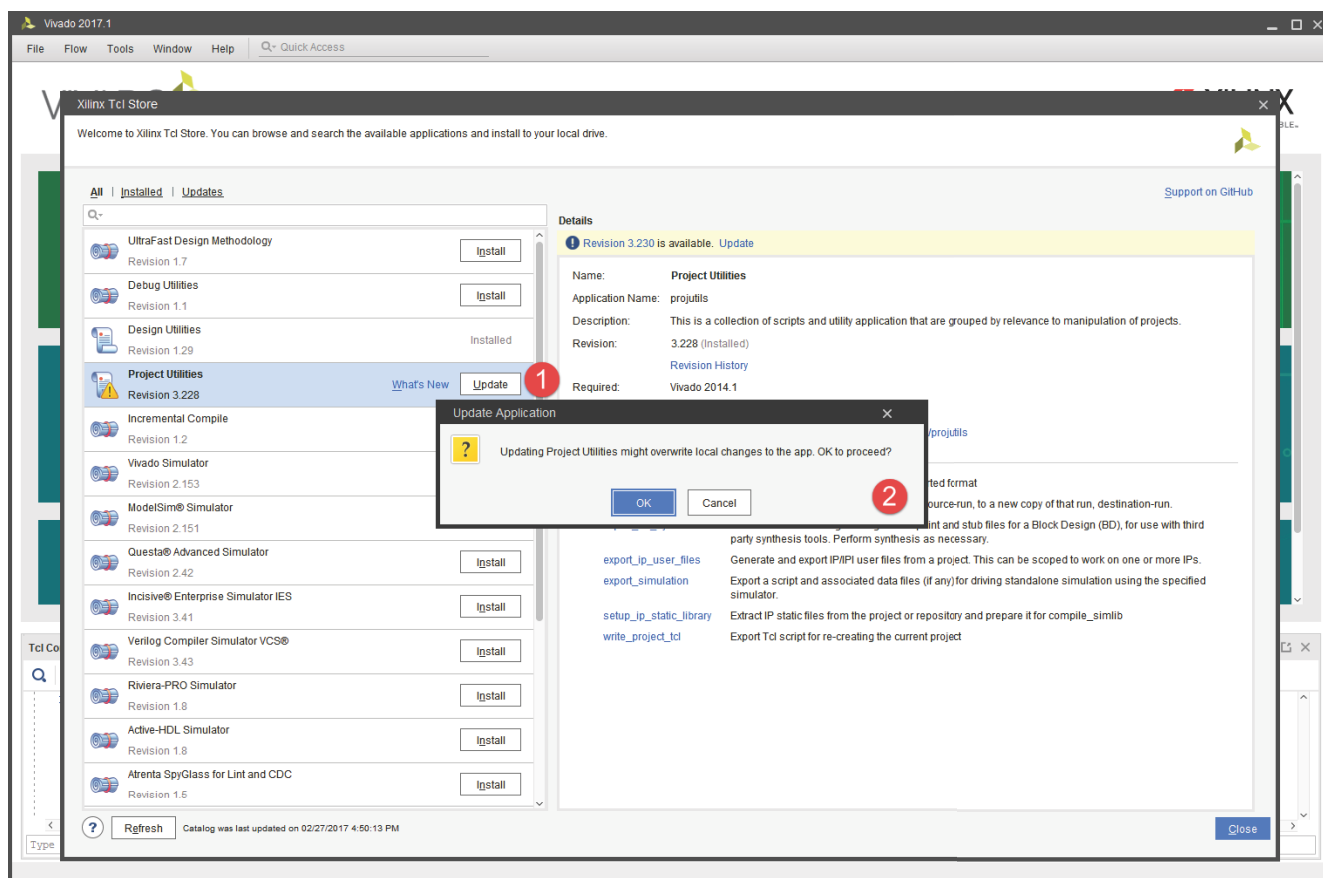 Vivado 2017.1
File Flow Tools Window Help Quick Access
Xilinx Tcl Store
Welcome to Xilinx Tcl Store. You can browse and search the available applications and install to your local drive.
All | Installed | Updates
Support on GitHub
UltraFast Design Methodology
Revision 1.7
Install
Debug Utilities
Revision 1.1
Install
Design Utilities
Revision 1.29
Installed
Project Utilities
Revision 3.228
What's New
Update
1
Incremental Compile
Revision 1.2
Vivado Simulator
Revision 2.153
ModelSim® Simulator
Revision 2.151
Questa® Advanced Simulator
Revision 2.42
Install
Incisive® Enterprise Simulator IES
Revision 3.41
Install
Verilog Compiler Simulator VCS®
Revision 3.43
Install
Riviera-PRO Simulator
Revision 1.8
Install
Active-HDL Simulator
Revision 1.8
Install
Atrenta SpyGlass for Lint and CDC
Revision 1.5
Install
Details
Revision 3.230 is available. Update
Name: Project Utilities
Application Name: projutils
Description: This is a collection of scripts and utility application that are grouped by relevance to manipulation of projects.
Revision: 3.228 (Installed)
Revision History
Required: Vivado 2014.1
/projutils
Update Application
Updating Project Utilities might overwrite local changes to the app. OK to proceed?
OK Cancel
2
format
source-run, to a new copy of that run, destination-run.
and stub files for a Block Design (BD), for use with third
party synthesis tools. Perform synthesis as necessary.
export_ip_user_files Generate and export IP/IPI user files from a project. This can be scoped to work on one or more IPs.
export_simulation Export a script and associated data files (if any)for driving standalone simulation using the specified
simulator.
setup_ip_static_library Extract IP static files from the project or repository and prepare it for compile_simlib
write_project_tcl Export Tcl script for re-creating the current project
? Refresh Catalog was last updated on 02/27/2017 4:50:13 PM
Close
Tcl Co
Type